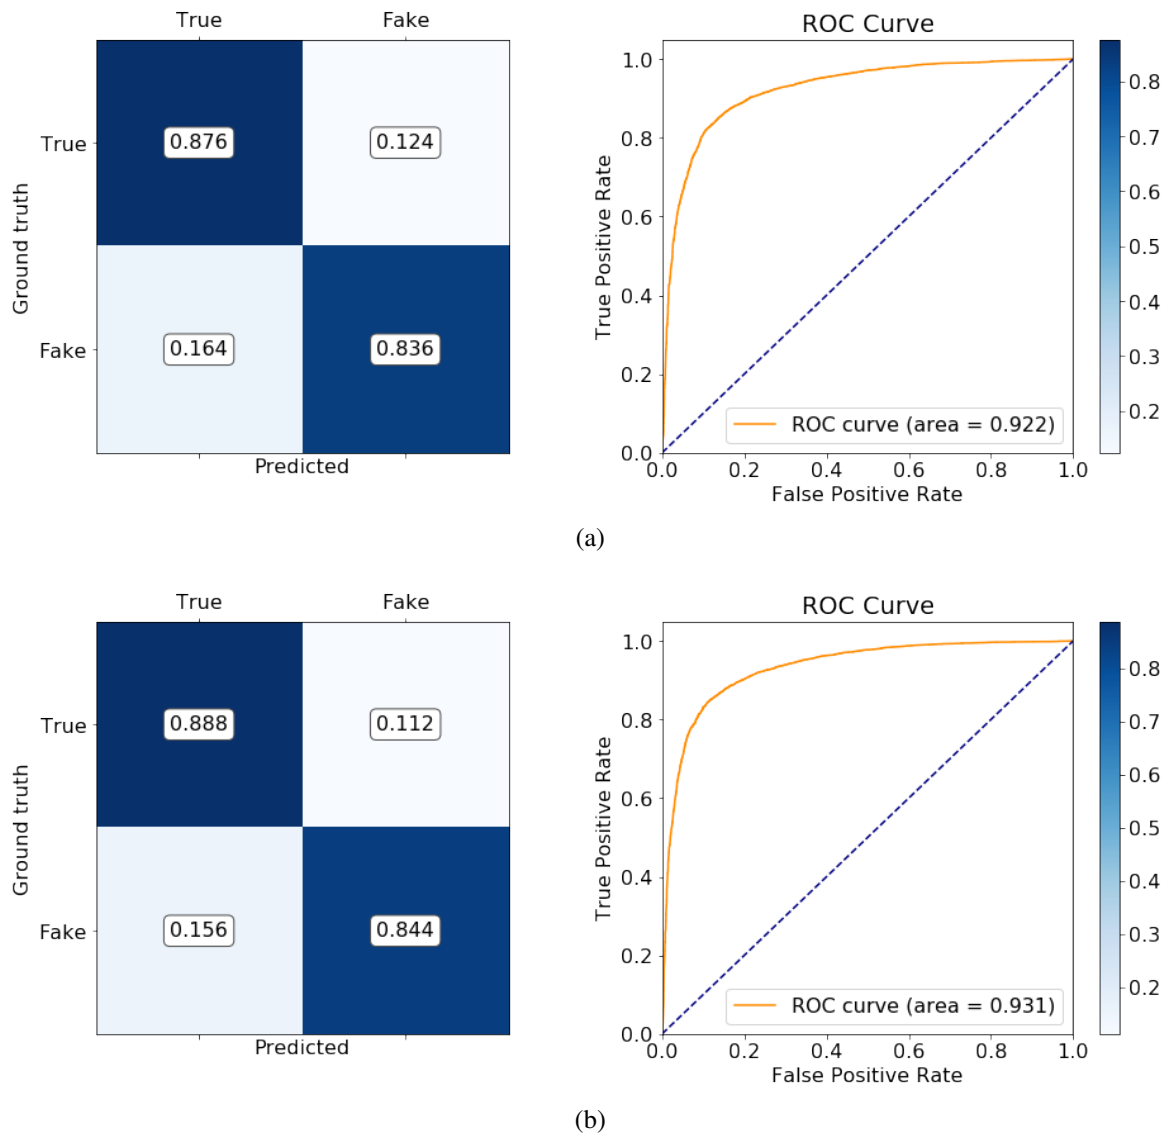 True Fake
True
Fake
Ground truth
0.876 0.124
0.164 0.836
Predicted
ROC Curve
True Positive Rate
1.0
0.8
0.6
0.4
0.2
0.0
ROC curve (area = 0.922)
0.0 0.2 0.4 0.6 0.8 1.0
False Positive Rate
0.8
0.7
0.6
0.5
0.4
0.3
0.2
(a)
True Fake
True
Fake
Ground truth
0.888 0.112
0.156 0.844
Predicted
ROC Curve
True Positive Rate
1.0
0.8
0.6
0.4
0.2
0.0
ROC curve (area = 0.931)
0.0 0.2 0.4 0.6 0.8 1.0
False Positive Rate
0.8
0.7
0.6
0.5
0.4
0.3
0.2
(b)